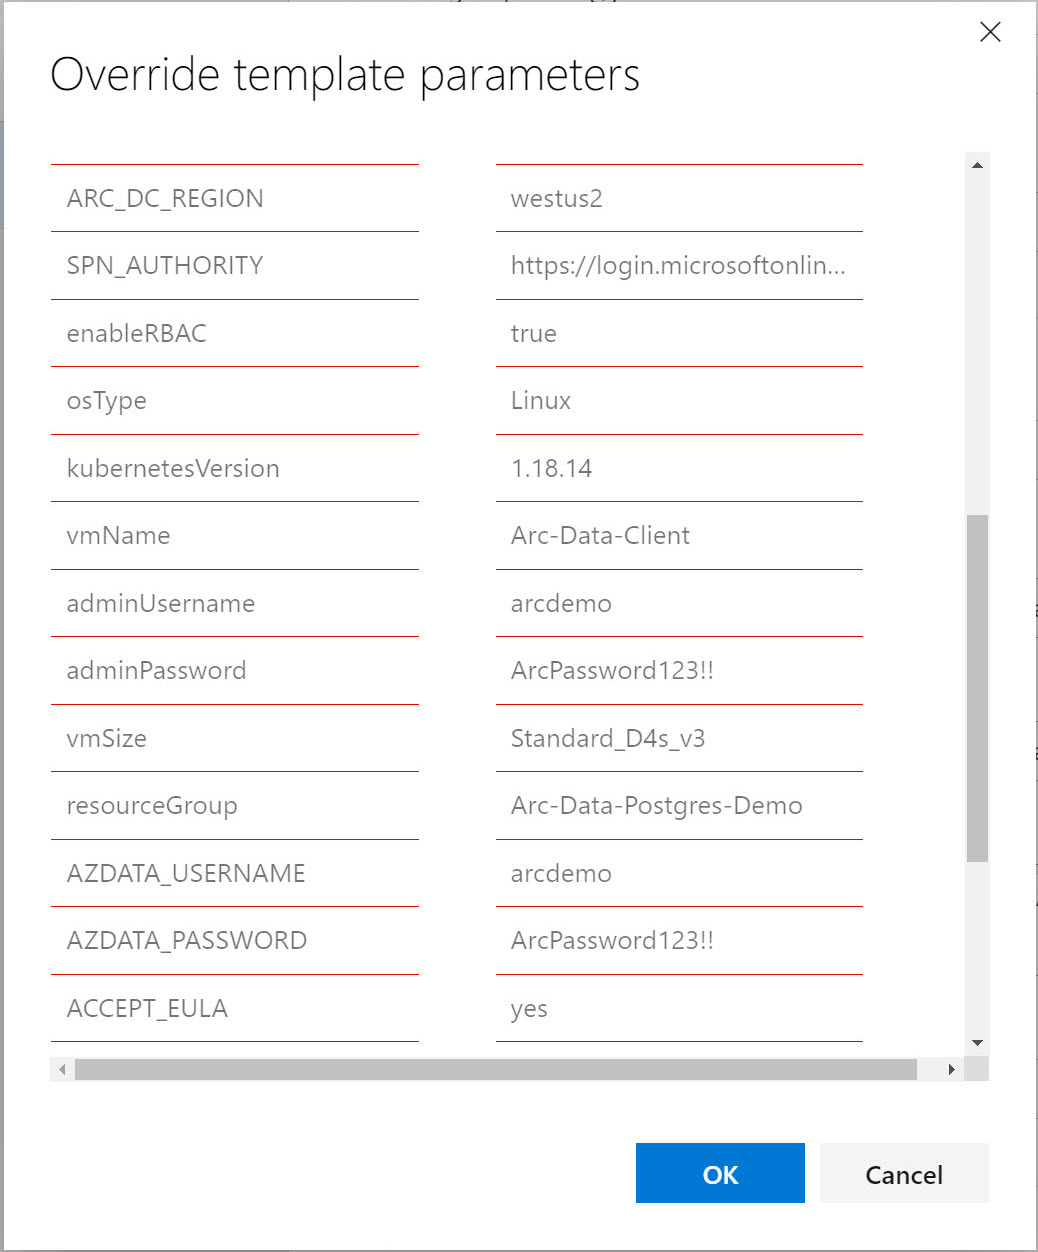 Override template parameters
ARC_DC_REGION westus2
SPN_AUTHORITY https://login.microsoftonlin...
enableRBAC true
osType Linux
kubernetesVersion 1.18.14
vmName Arc-Data-Client
adminUsername arcdemo
adminPassword ArcPassword123!!
vmSize Standard_D4s_v3
resourceGroup Arc-Data-Postgres-Demo
AZDATA_USERNAME arcdemo
AZDATA_PASSWORD ArcPassword123!!
ACCEPT_EULA yes
OK Cancel